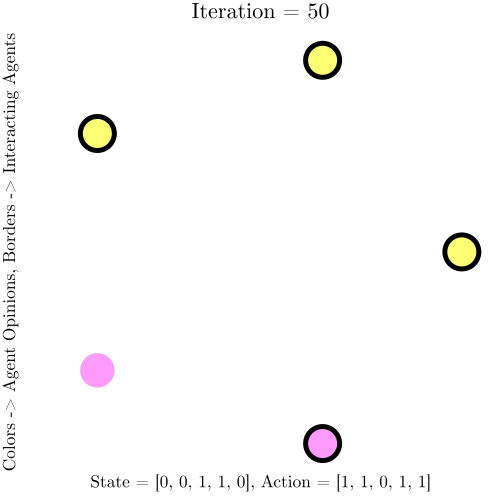 Iteration = 50
Colors -> Agent Opinions, Borders -> Interacting Agents
State = [0, 0, 1, 1, 0], Action = [1, 1, 0, 1, 1]